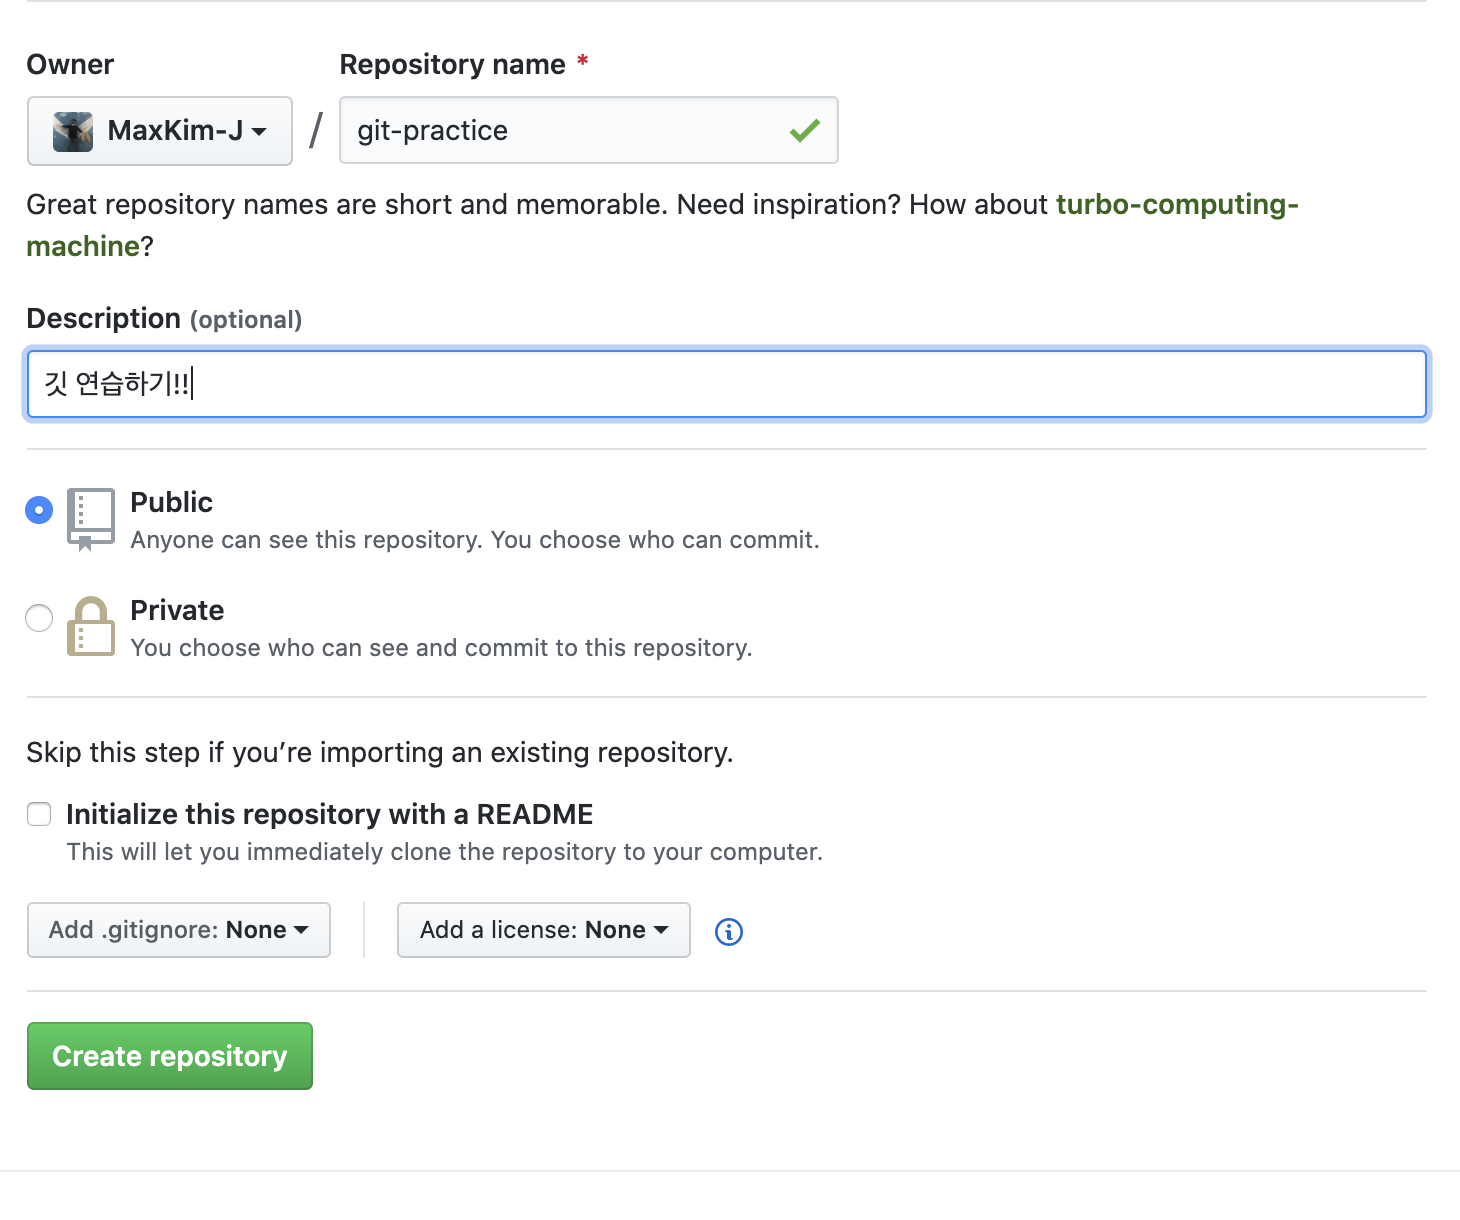 Owner
Repository name *
MaxKim-J
/
git-practice
Great repository names are short and memorable. Need inspiration? How about turbo-computing-
machine?
Description (optional)
깃 연습하기!!
Public
Anyone can see this repository. You choose who can commit.
Private
You choose who can see and commit to this repository.
Skip this step if you’re importing an existing repository.
Initialize this repository with a README
This will let you immediately clone the repository to your computer.
Add .gitignore: None
Add a license: None
Create repository